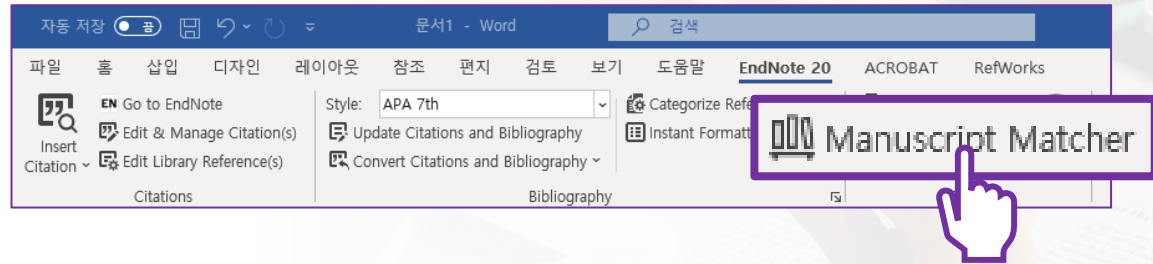 자동 저장 끔 문서1 - Word 검색
파일 홈 삽입 디자인 레이아웃 참조 편지 검토 보기 도움말 EndNote 20 ACROBAT RefWorks
Insert Citation
EN Go to EndNote
Edit & Manage Citation(s)
Edit Library Reference(s)
Citations
Style: APA 7th
Update Citations and Bibliography
Convert Citations and Bibliography
Categorize
Instant
Bibliography
Manuscript Matcher